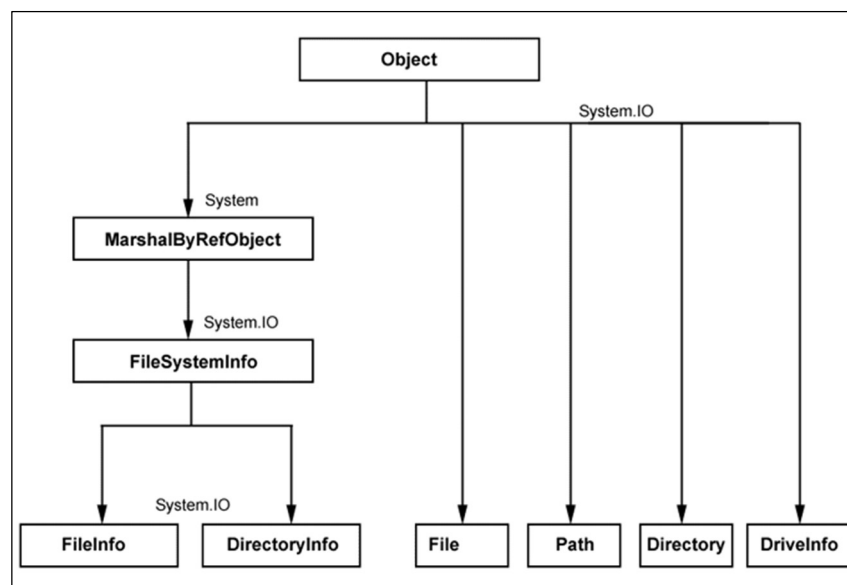 Object
System.IO
System
MarshalByRefObject
System.IO
FileSystemInfo
System.IO
FileInfo
DirectoryInfo
File
Path
Directory
DriveInfo